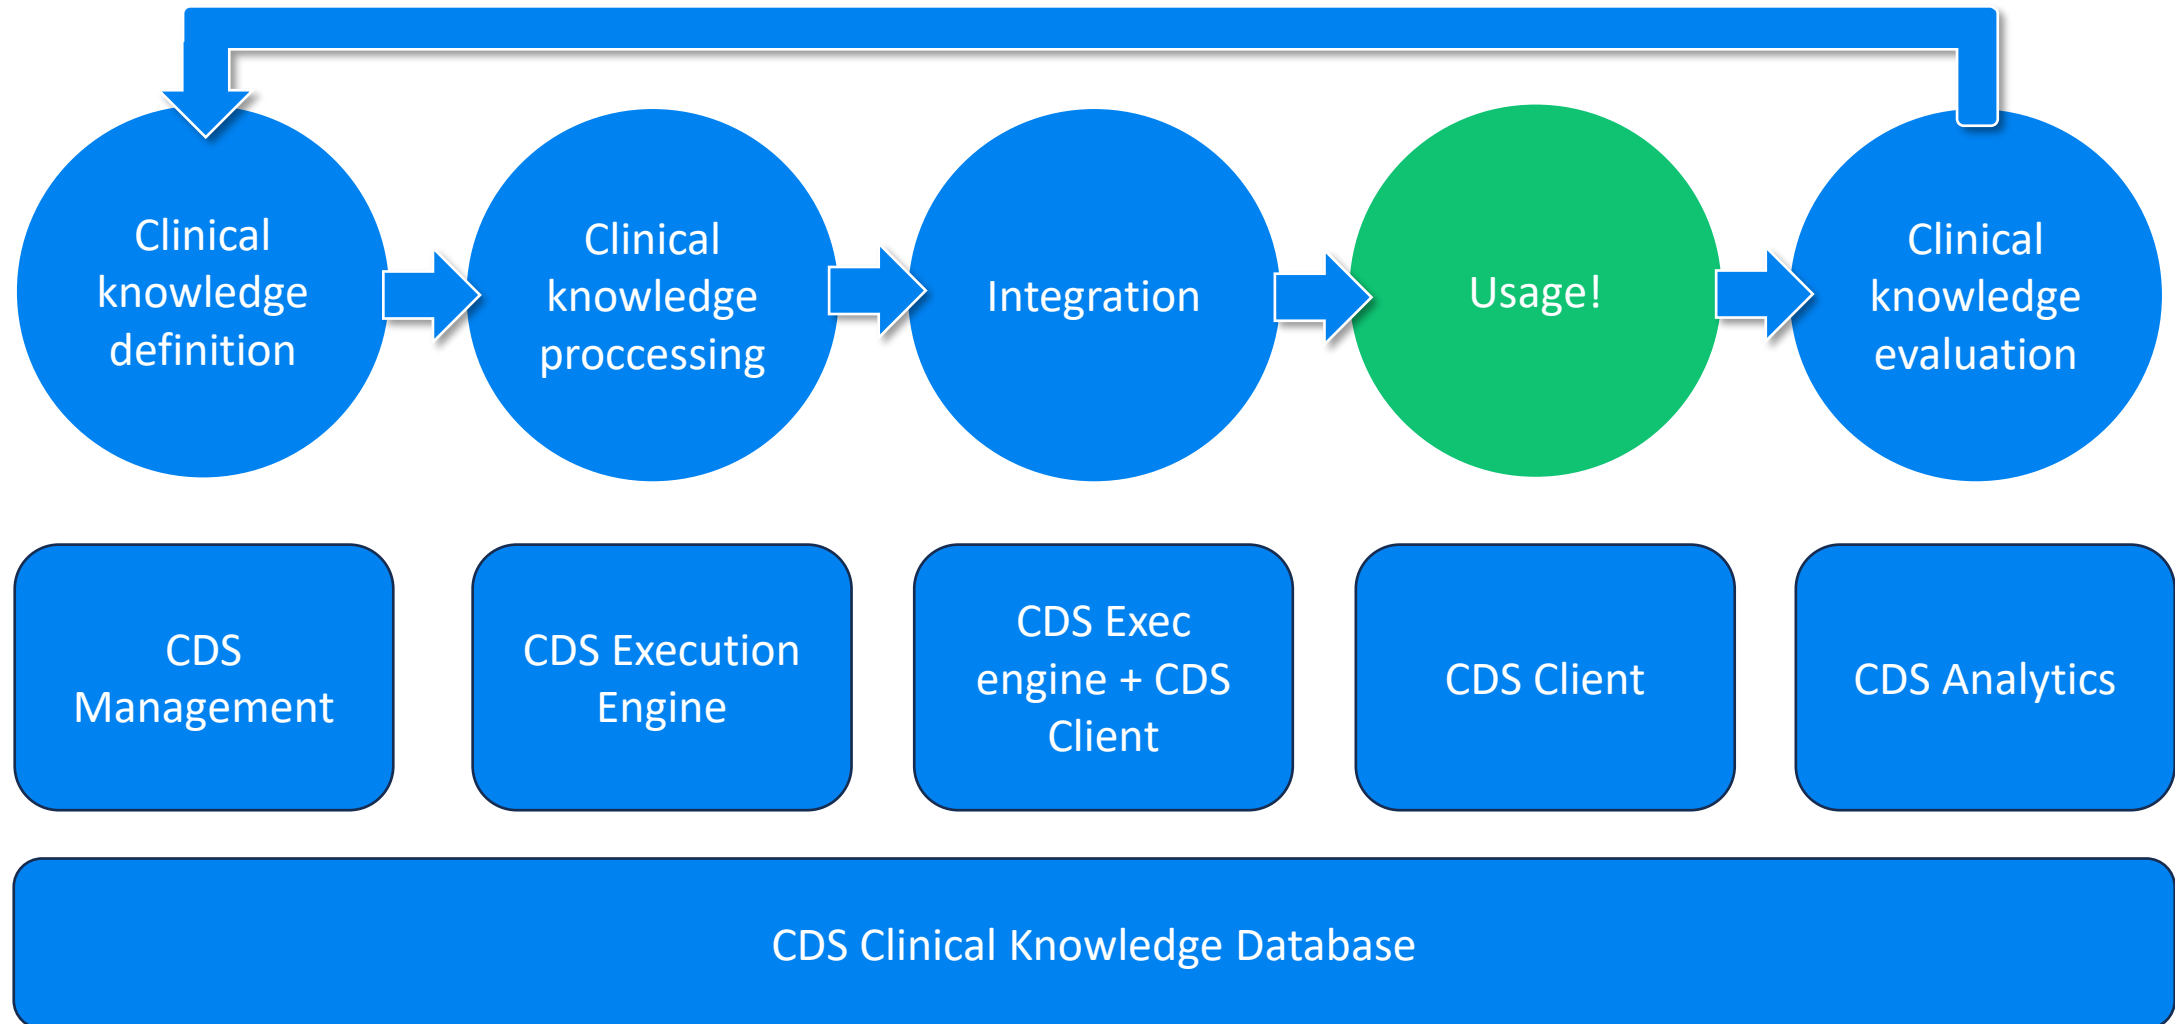 Clinical
knowledge
definition
Clinical
knowledge
proccessing
Integration
Usage!
Clinical
knowledge
evaluation
CDS
Management
CDS Execution
Engine
CDS Exec
engine + CDS
Client
CDS Client
CDS Analytics
CDS Clinical Knowledge Database